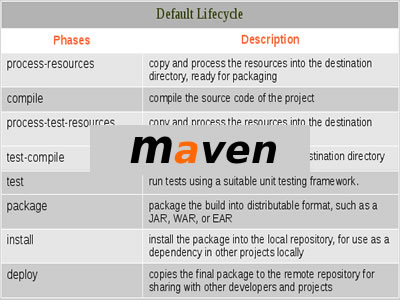 Default Lifecycle
Phases Description
process-resources copy and process the resources into the destination
directory, ready for packaging
compile compile the source code of the project
process-test-resources copy and process the resources into the destination
test-compile destination directory
maven
test run tests using a suitable unit testing framework.
package package the build into distributable format, such as a
JAR, WAR, or EAR
install install the package into the local repository, for use as a
dependency in other projects locally
deploy copies the final package to the remote repository for
sharing with other developers and projects